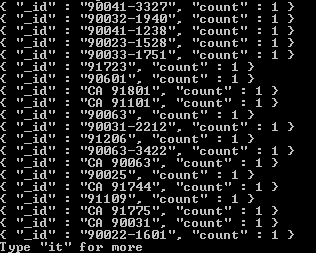 { "_id" : "90041-3327", "count" : 1 }
{ "_id" : "90032-1940", "count" : 1 }
{ "_id" : "90041-1238", "count" : 1 }
{ "_id" : "90023-1528", "count" : 1 }
{ "_id" : "90033-1751", "count" : 1 }
{ "_id" : "91723", "count" : 1 }
{ "_id" : "90601", "count" : 1 }
{ "_id" : "CA 91801", "count" : 1 }
{ "_id" : "CA 91101", "count" : 1 }
{ "_id" : "90063", "count" : 1 }
{ "_id" : "90031-2212", "count" : 1 }
{ "_id" : "91206", "count" : 1 }
{ "_id" : "90063-3422", "count" : 1 }
{ "_id" : "CA 90063", "count" : 1 }
{ "_id" : "90025", "count" : 1 }
{ "_id" : "CA 91744", "count" : 1 }
{ "_id" : "91109", "count" : 1 }
{ "_id" : "CA 91775", "count" : 1 }
{ "_id" : "CA 90031", "count" : 1 }
{ "_id" : "90022-1601", "count" : 1 }
Type "it" for more